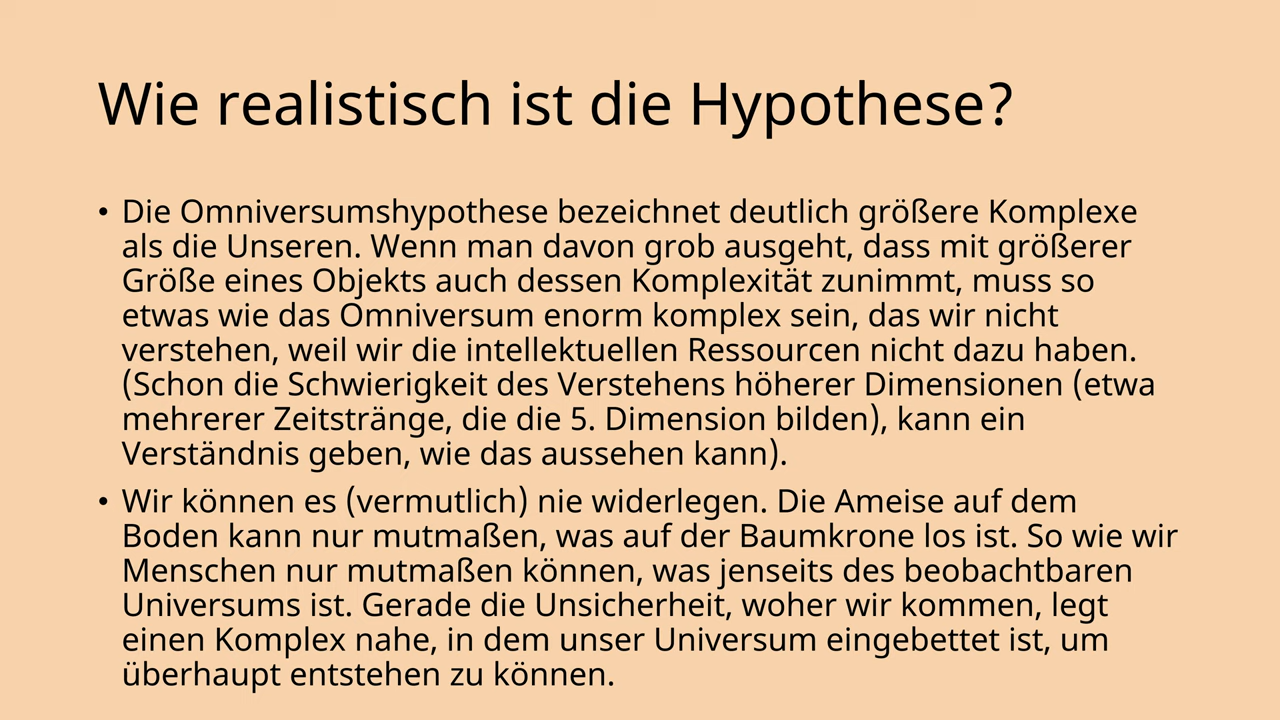 Wie realistisch ist die Hypothese?
• Die Omniversumshypothese bezeichnet deutlich größere Komplexe
als die Unseren. Wenn man davon grob ausgeht, dass mit größerer
Größe eines Objekts auch dessen Komplexität zunimmt, muss so
etwas wie das Omniversum enorm komplex sein, das wir nicht
verstehen, weil wir die intellektuellen Ressourcen nicht dazu haben.
(Schon die Schwierigkeit des Verstehens höherer Dimensionen (etwa
mehrerer Zeitstränge, die die 5. Dimension bilden), kann ein
Verständnis geben, wie das aussehen kann).
• Wir können es (vermutlich) nie widerlegen. Die Ameise auf dem
Boden kann nur mutmaßen, was auf der Baumkrone los ist. So wie wir
Menschen nur mutmaßen können, was jenseits des beobachtbaren
Universums ist. Gerade die Unsicherheit, woher wir kommen, legt
einen Komplex nahe, in dem unser Universum eingebettet ist, um
überhaupt entstehen zu können.